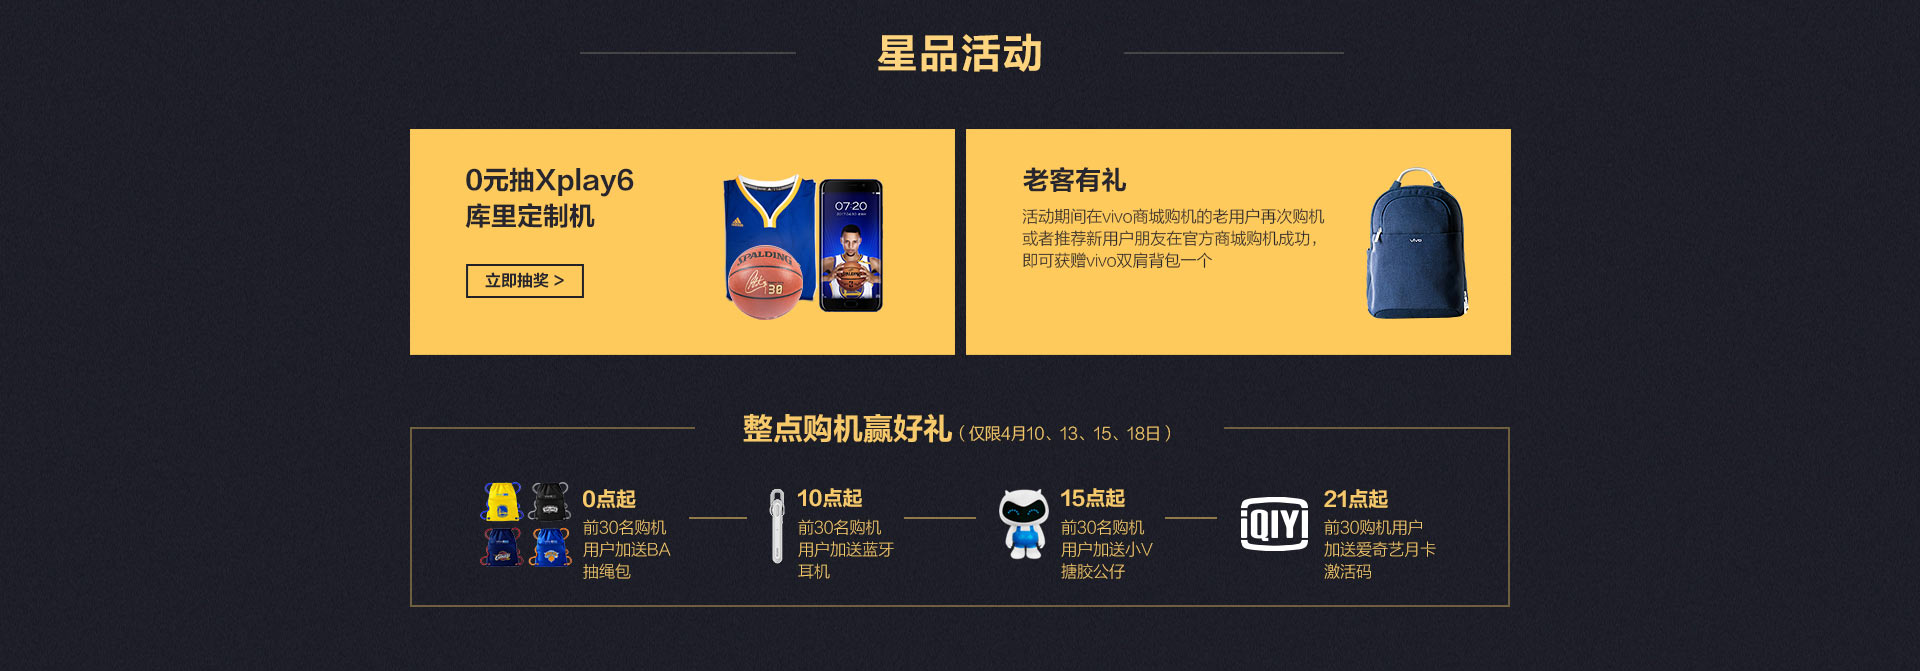 星品活动
0元抽Xplay6
库里定制机
立即抽奖 >
07:20
SPALDING
30
老客有礼
活动期间在vivo商城购机的老用户再次购机
或者推荐新用户朋友在官方商城购机成功，
即可获赠vivo双肩背包一个
vivo
整点购机赢好礼（仅限4月10、13、15、18日）
0点起
前30名购机
用户加送BA
抽绳包
10点起
前30名购机
用户加送蓝牙
耳机
15点起
前30名购机
用户加送小V
搪胶公仔
iQIYI
21点起
前30购机用户
加送爱奇艺月卡
激活码